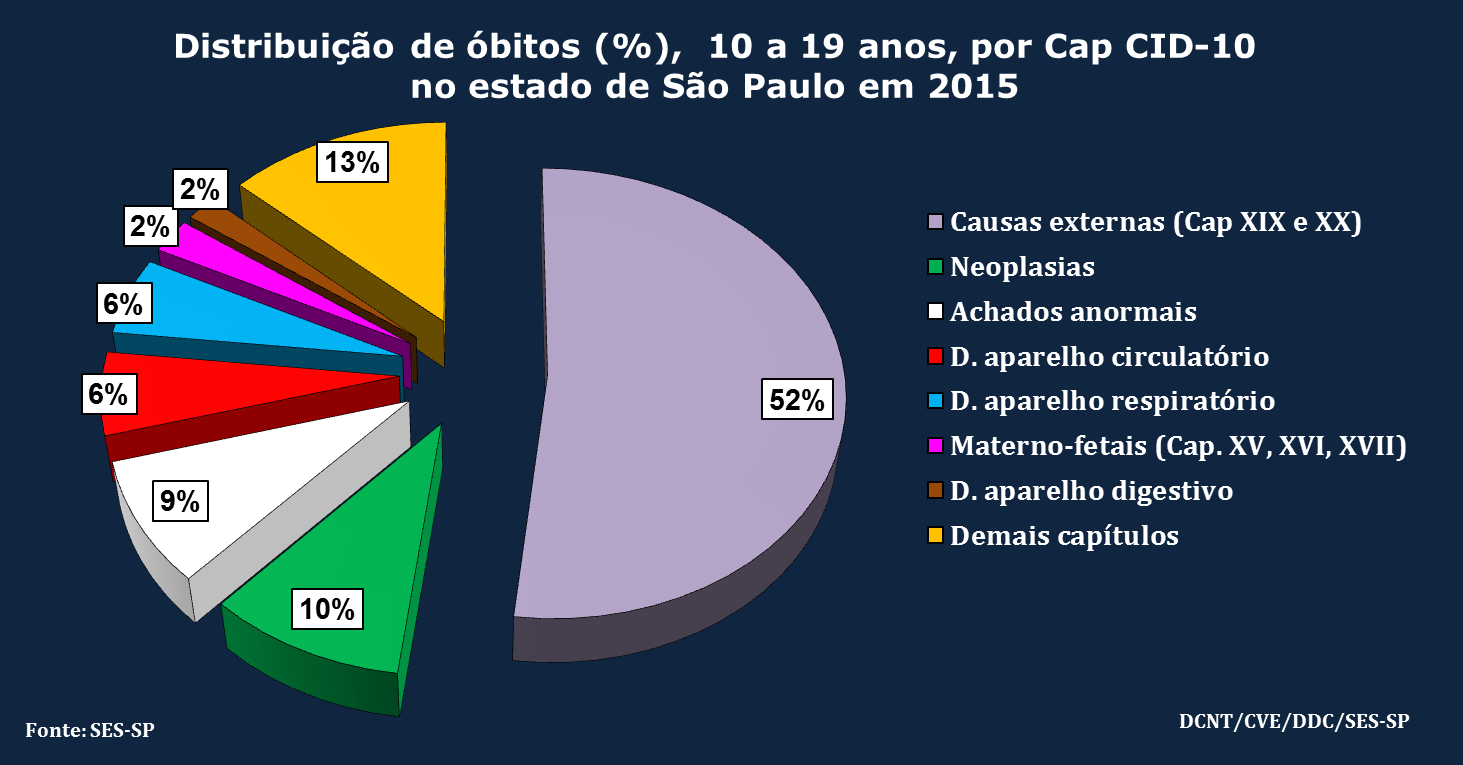 Distribuição de óbitos (%),  10 a 19 anos, por Cap CID-10
no estado de São Paulo em 2015
13%
2%
2%
6%
6%
9%
10%
52%
Causas externas (Cap XIX e XX)
Neoplasias
Achados anormais
D. aparelho circulatório
D. aparelho respiratório
Materno-fetais (Cap. XV, XVI, XVII)
D. aparelho digestivo
Demais capítulos
Fonte: SES-SP
DCNT/CVE/DDC/SES-SP